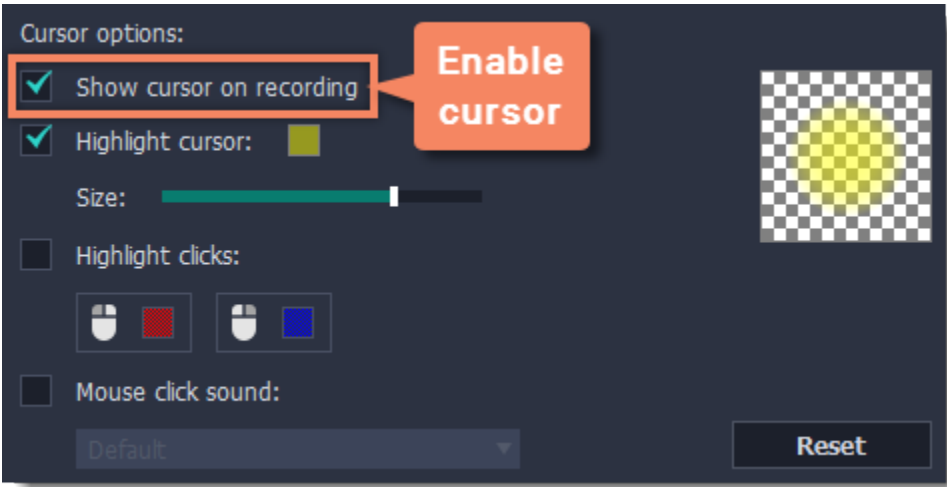 Cursor options:
Show cursor on recording
Enable
cursor
Highlight cursor:
Size:
Highlight clicks:
Mouse click sound:
Default
Reset